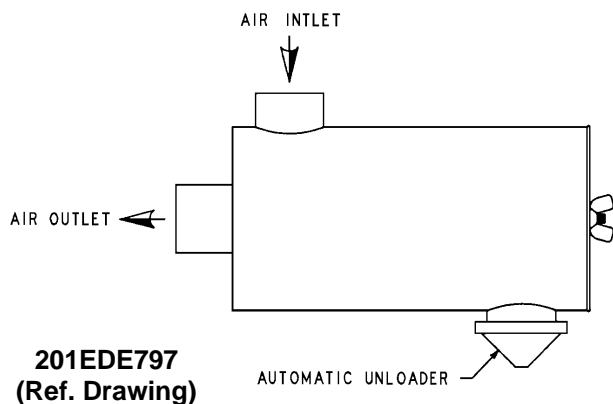 AIR INTLET
AIR OUTLET
201EDE797
(Ref. Drawing)
AUTOMATIC UNLOADER